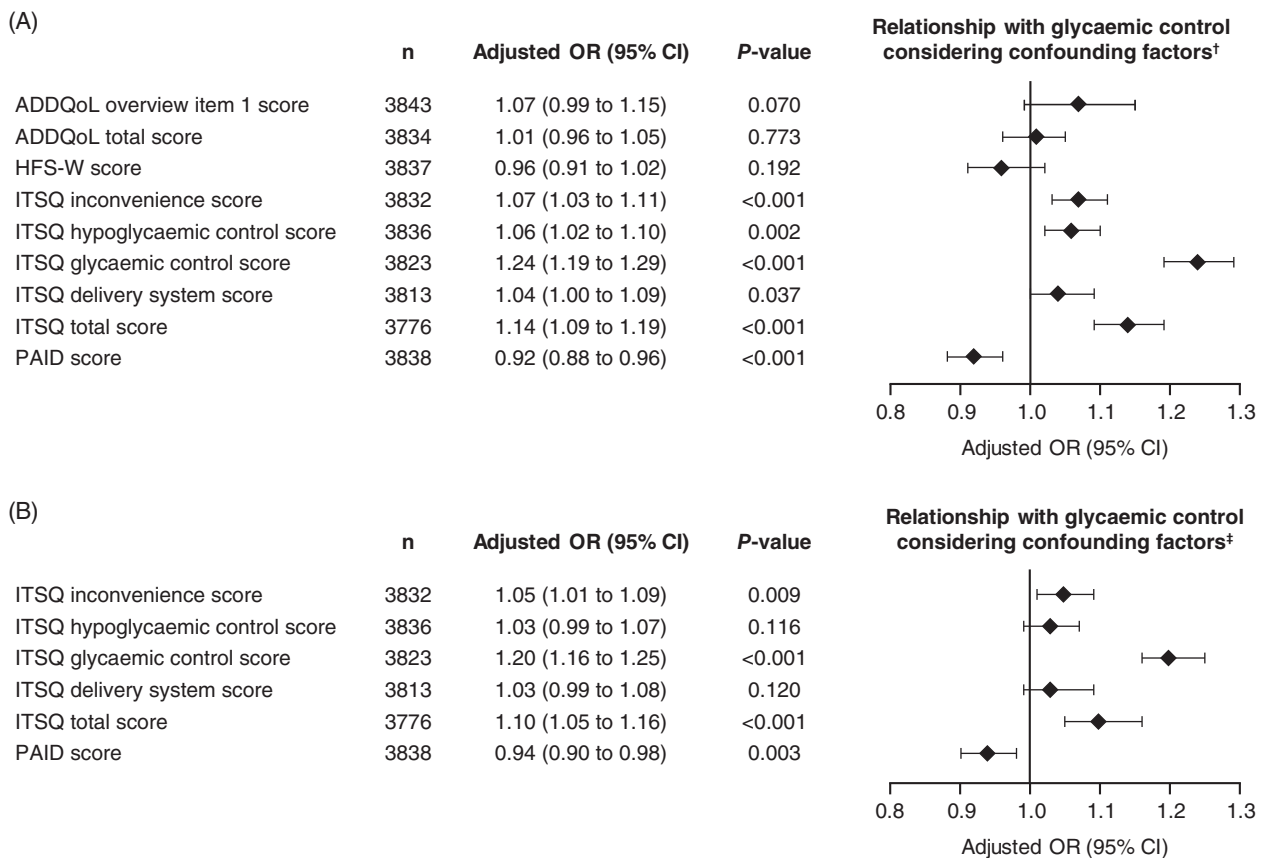 (A)
Relationship with glycaemic control
n Adjusted OR (95% CI) P-value considering confounding factors†
ADDQoL overview item 1 score 3843 1.07 (0.99 to 1.15) 0.070
ADDQoL total score 3834 1.01 (0.96 to 1.05) 0.773
HFS-W score 3837 0.96 (0.91 to 1.02) 0.192
ITSQ inconvenience score 3832 1.07 (1.03 to 1.11) <0.001
ITSQ hypoglycaemic control score 3836 1.06 (1.02 to 1.10) 0.002
ITSQ glycaemic control score 3823 1.24 (1.19 to 1.29) <0.001
ITSQ delivery system score 3813 1.04 (1.00 to 1.09) 0.037
ITSQ total score 3776 1.14 (1.09 to 1.19) <0.001
PAID score 3838 0.92 (0.88 to 0.96) <0.001
0.8 0.9 1.0 1.1 1.2 1.3
Adjusted OR (95% CI)
(B)
Relationship with glycaemic control
n Adjusted OR (95% CI) P-value considering confounding factors‡
ITSQ inconvenience score 3832 1.05 (1.01 to 1.09) 0.009
ITSQ hypoglycaemic control score 3836 1.03 (0.99 to 1.07) 0.116
ITSQ glycaemic control score 3823 1.20 (1.16 to 1.25) <0.001
ITSQ delivery system score 3813 1.03 (0.99 to 1.08) 0.120
ITSQ total score 3776 1.10 (1.05 to 1.16) <0.001
PAID score 3838 0.94 (0.90 to 0.98) 0.003
0.8 0.9 1.0 1.1 1.2 1.3
Adjusted OR (95% CI)